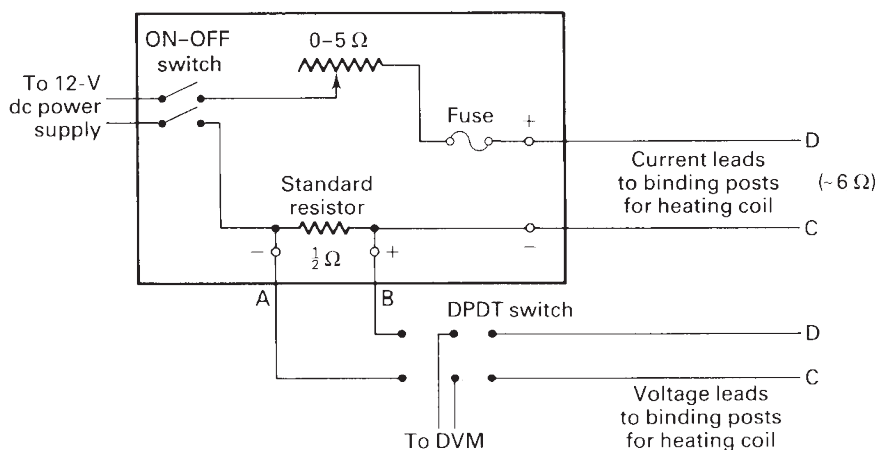 ON–OFF
switch
0–5 Ω
To 12-V
dc power
supply
Fuse
+
D
Current leads
to binding posts
for heating coil
(~6 Ω)
Standard
resistor
−
½ Ω
+
−
C
A
B
DPDT switch
D
C
To DVM
Voltage leads
to binding posts
for heating coil